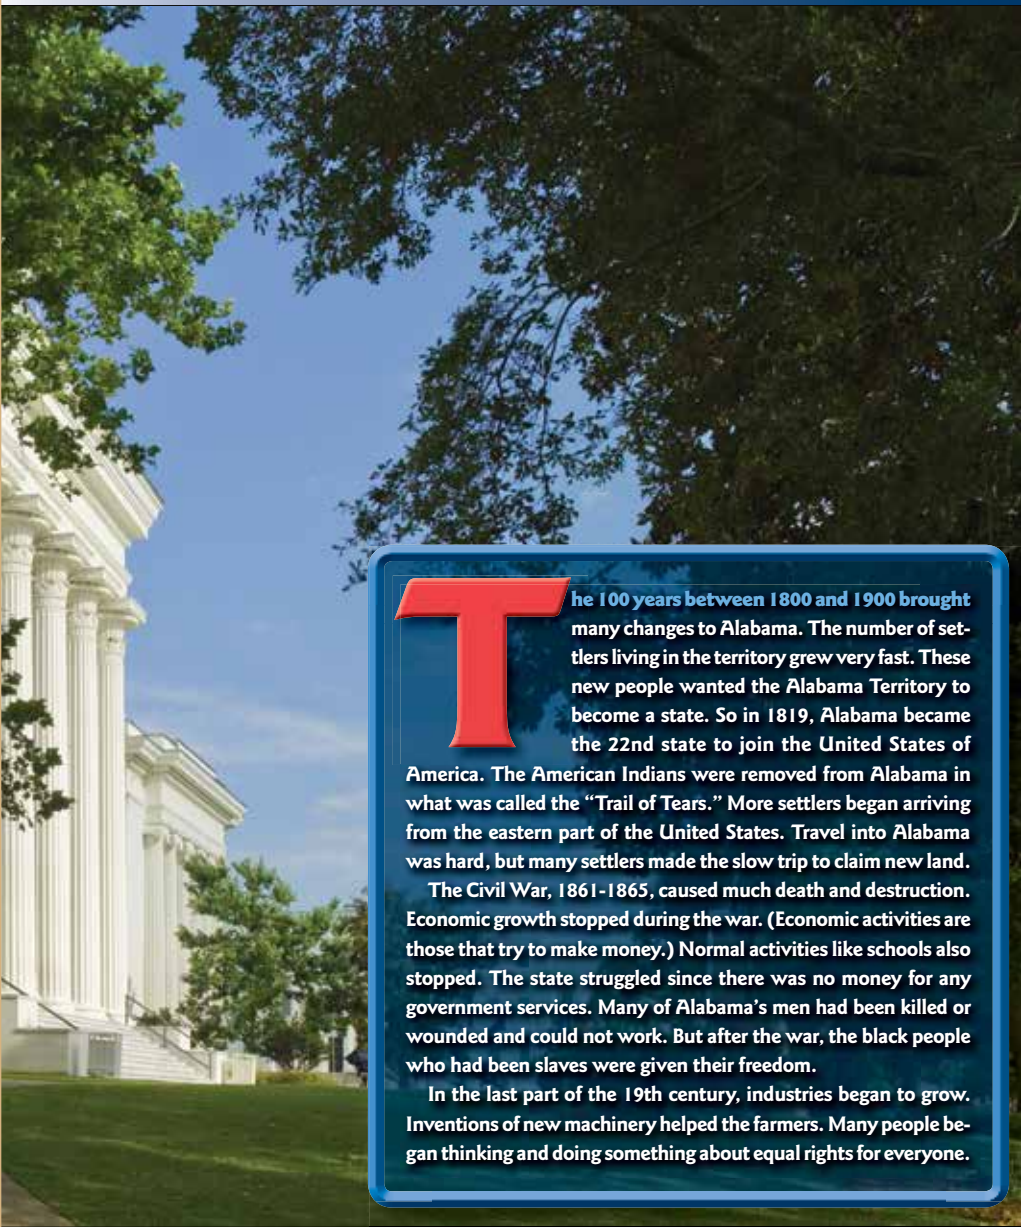 The 100 years between 1800 and 1900 brought
many changes to Alabama. The number of set-
tlers living in the territory grew very fast. These
new people wanted the Alabama Territory to
become a state. So in 1819, Alabama became
the 22nd state to join the United States of
America. The American Indians were removed from Alabama in
what was called the “Trail of Tears.” More settlers began arriving
from the eastern part of the United States. Travel into Alabama
was hard, but many settlers made the slow trip to claim new land.
The Civil War, 1861-1865, caused much death and destruction.
Economic growth stopped during the war. (Economic activities are
those that try to make money.) Normal activities like schools also
stopped. The state struggled since there was no money for any
government services. Many of Alabama’s men had been killed or
wounded and could not work. But after the war, the black people
who had been slaves were given their freedom.
In the last part of the 19th century, industries began to grow.
Inventions of new machinery helped the farmers. Many people be-
gan thinking and doing something about equal rights for everyone.